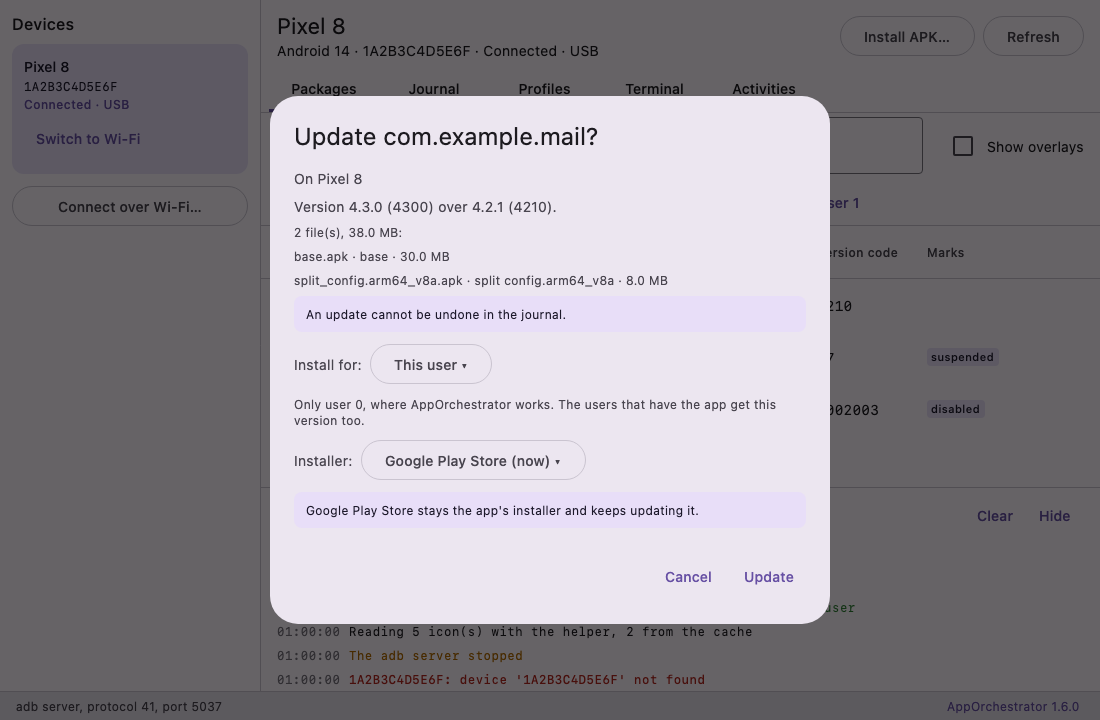 Devices
Pixel 8
1A2B3C4D5E6F
Connected · USB
Switch to Wi-Fi
Connect over Wi-Fi...
Pixel 8
Android 14 · 1A2B3C4D5E6F · Connected · USB
Install APK...
Refresh
Packages
Journal
Profiles
Terminal
Activities
Show overlays
ser 1
rsion code
Marks
210
suspended
002003
disabled
Update com.example.mail?
On Pixel 8
Version 4.3.0 (4300) over 4.2.1 (4210).
2 file(s), 38.0 MB:
base.apk · base · 30.0 MB
split_config.arm64_v8a.apk · split config.arm64_v8a · 8.0 MB
An update cannot be undone in the journal.
Install for:
This user ▾
Only user 0, where AppOrchestrator works. The users that have the app get this
version too.
Installer:
Google Play Store (now) ▾
Google Play Store stays the app's installer and keeps updating it.
Cancel
Update
Clear
Hide
user
01:00:00 Reading 5 icon(s) with the helper, 2 from the cache
01:00:00 The adb server stopped
01:00:00 1A2B3C4D5E6F: device '1A2B3C4D5E6F' not found
adb server, protocol 41, port 5037
AppOrchestrator 1.6.0